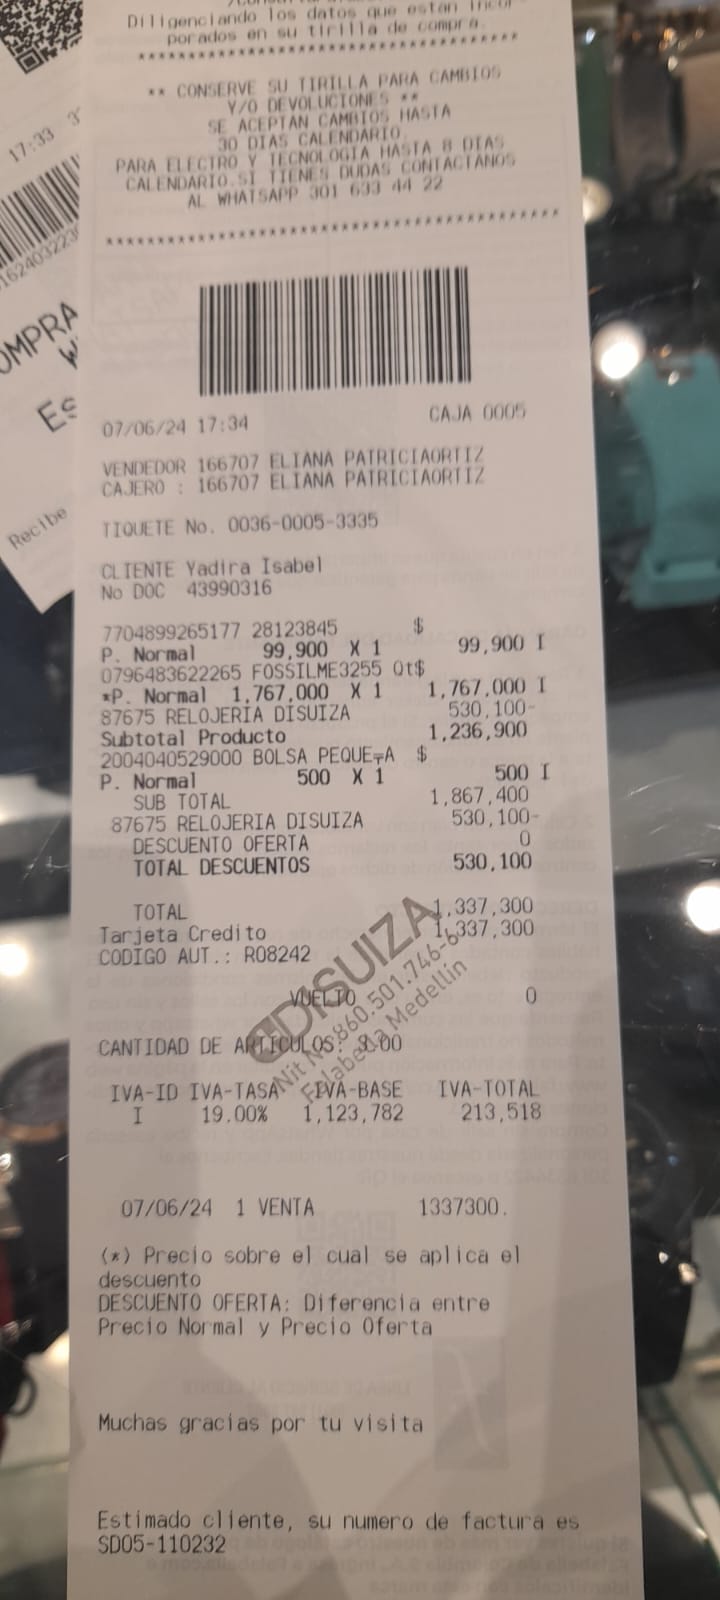 Diligenciando los datos que están incor
porados en su tirilla de compra.
****************************************
** CONSERVE SU TIRILLA PARA CAMBIOS
Y/O DEVOLUCIONES **
SE ACEPTAN CAMBIOS HASTA
30 DIAS CALENDARIO.
PARA ELECTRO Y TECNOLOGIA HASTA 8 DIAS
CALENDARIO.SI TIENES DUDAS CONTACTANOS
AL WHATSAPP 301 633 44 22
****************************************
17:33
OMPRA
Es
Recibe
07/06/24 17:34 CAJA 0005
VENDEDOR 166707 ELIANA PATRICIAORTIZ
CAJERO : 166707 ELIANA PATRICIAORTIZ
TIQUETE No. 0036-0005-3335
CLIENTE Yadira Isabel
No DOC 43990316
7704899265177 28123845 $
P. Normal 99,900 X 1 99,900 I
0796483622265 FOSSILME3255 Qt$
*P. Normal 1,767,000 X 1 1,767,000 I
87675 RELOJERIA DISUIZA 530,100-
Subtotal Producto 1,236,900
2004040529000 BOLSA PEQUE╤A $
P. Normal 500 X 1 500 I
SUB TOTAL 1,867,400
87675 RELOJERIA DISUIZA 530,100-
DESCUENTO OFERTA 0
TOTAL DESCUENTOS 530,100
TOTAL 1,337,300
Tarjeta Credito 1,337,300
CODIGO AUT.: R08242
DISUIZA
Nit No.860.501.746-6
Falabella Medellín
VUELTO 0
CANTIDAD DE ARTICULOS: 3.00
IVA-ID IVA-TASA IVA-BASE IVA-TOTAL
I 19.00% 1,123,782 213,518
07/06/24 1 VENTA 1337300.
(*) Precio sobre el cual se aplica el
descuento
DESCUENTO OFERTA: Diferencia entre
Precio Normal y Precio Oferta
Muchas gracias por tu visita
Estimado cliente, su numero de factura es
SD05-110232